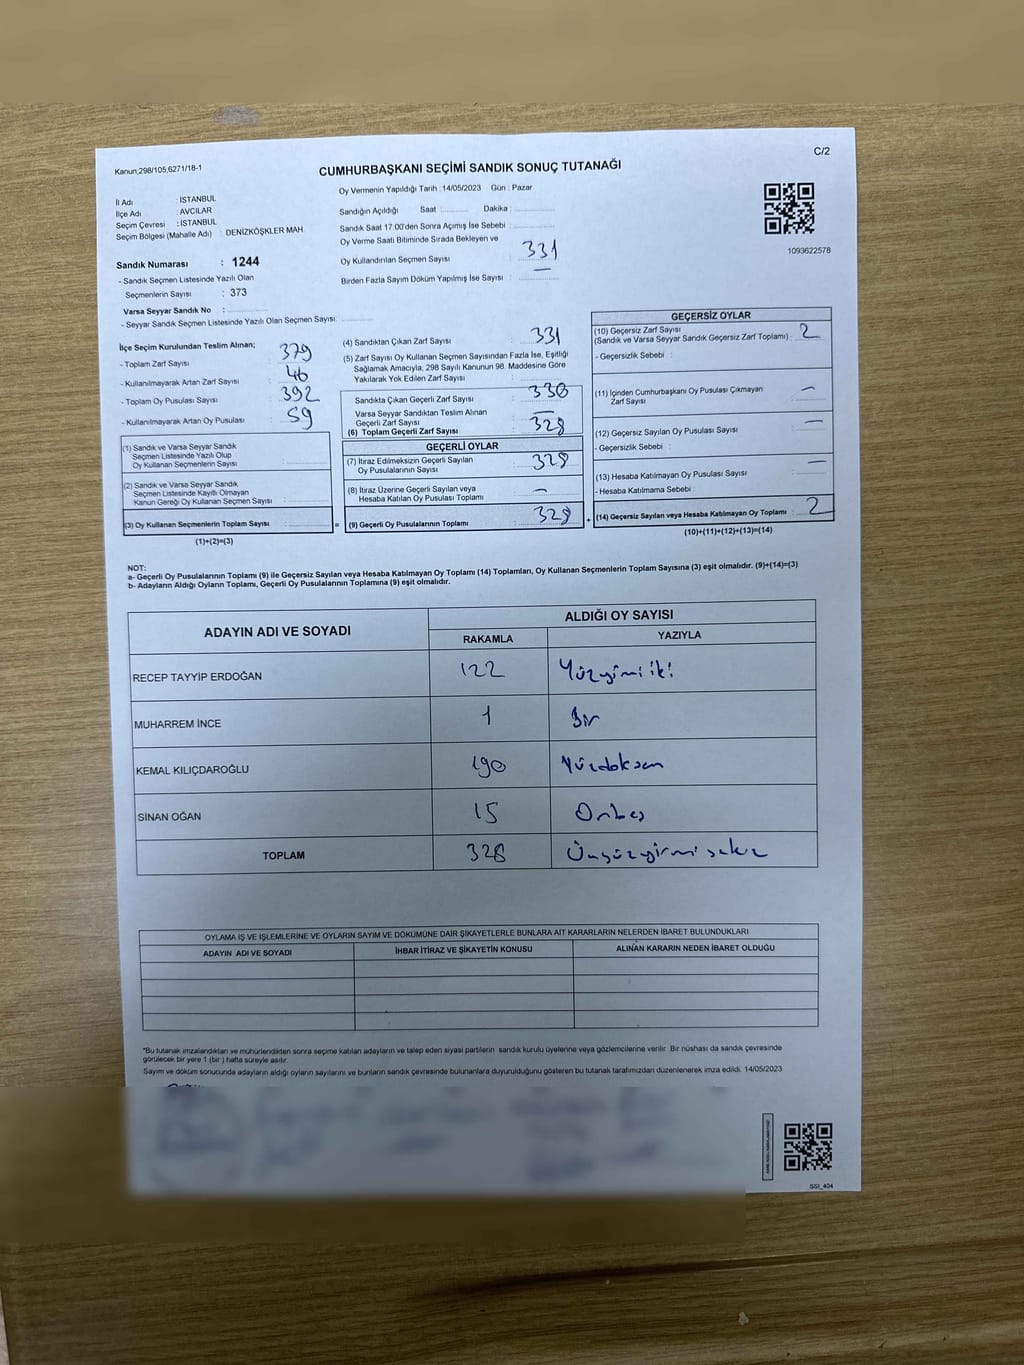 C/2
Kanun,298/105,6271/18-1
CUMHURBAŞKANI SEÇİMİ SANDIK SONUÇ TUTANAĞI
Oy Vermenin Yapıldığı Tarih :14/05/2023 Gün : Pazar
İl Adı : İSTANBUL
İlçe Adı : AVCILAR
Seçim Çevresi : İSTANBUL
Seçim Bölgesi (Mahalle Adı) : DENİZKÖŞKLER MAH
Sandığın Açıldığı Saat Dakika :
Sandık Saat 17.00'den Sonra Açımış İse Sebebi :
Oy Verme Saati Bitiminde Sırada Bekleyen ve
Oy Kullandırılan Seçmen Sayısı : 331
Birden Fazla Sayım Döküm Yapılmış İse Sayısı : —
1093622578
Sandık Numarası : 1244
- Sandık Seçmen Listesinde Yazılı Olan
Seçmenlerin Sayısı : 373
Varsa Seyyar Sandık No :
- Seyyar Sandık Seçmen Listesinde Yazılı Olan Seçmen Sayısı:
İlçe Seçim Kurulundan Teslim Alınan;
- Toplam Zarf Sayısı : 379
- Kullanılmayarak Artan Zarf Sayısı : 46
- Toplam Oy Pusulası Sayısı : 392
- Kullanılmayarak Artan Oy Pusulası : 59
(1) Sandık ve Varsa Seyyar Sandık
Seçmen Listesinde Yazılı Olup
Oy Kullanan Seçmenlerin Sayısı :
(2) Sandık ve Varsa Seyyar Sandık
Seçmen Listesinde Kayıtlı Olmayan
Kanun Gereği Oy Kullanan Seçmen Sayısı :
(3) Oy Kullanan Seçmenlerin Toplam Sayısı :
(1)+(2)=(3)
(4) Sandıktan Çıkan Zarf Sayısı : 331
(5) Zarf Sayısı Oy Kullanan Seçmen Sayısından Fazla İse, Eşitliği
Sağlamak Amacıyla, 298 Sayılı Kanunun 98. Maddesine Göre
Yakılarak Yok Edilen Zarf Sayısı :
Sandıkta Çıkan Geçerli Zarf Sayısı : 330
Varsa Seyyar Sandıktan Teslim Alınan
Geçerli Zarf Sayısı : —
(6) Toplam Geçerli Zarf Sayısı : 328
GEÇERLİ OYLAR
(7) İtiraz Edilmeksizin Geçerli Sayılan
Oy Pusulalarının Sayısı : 328
(8) İtiraz Üzerine Geçerli Sayılan veya
Hesaba Katılan Oy Pusulası Toplamı : —
= (9) Geçerli Oy Pusulalarının Toplamı : 328
GEÇERSİZ OYLAR
(10) Geçersiz Zarf Sayısı
(Sandık ve Varsa Seyyar Sandık Geçersiz Zarf Toplamı) : 2
- Geçersizlik Sebebi :
(11) İçinden Cumhurbaşkanı Oy Pusulası Çıkmayan
Zarf Sayısı : —
(12) Geçersiz Sayılan Oy Pusulası Sayısı : —
- Geçersizlik Sebebi :
(13) Hesaba Katılmayan Oy Pusulası Sayısı : —
- Hesaba Katılmama Sebebi :
+ (14) Geçersiz Sayılan veya Hesaba Katılmayan Oy Toplamı : 2
(10)+(11)+(12)+(13)=(14)
NOT:
a- Geçerli Oy Pusulalarının Toplamı (9) ile Geçersiz Sayılan veya Hesaba Katılmayan Oy Toplamı (14) Toplamları, Oy Kullanan Seçmenlerin Toplam Sayısına (3) eşit olmalıdır. (9)+(14)=(3)
b- Adayların Aldığı Oyların Toplamı, Geçerli Oy Pusulalarının Toplamına (9) eşit olmalıdır.
ADAYIN ADI VE SOYADI ALDIĞI OY SAYISI
RAKAMLA YAZIYLA
RECEP TAYYİP ERDOĞAN 122 Yüzyirmiiki
MUHARREM İNCE 1 Bir
KEMAL KILIÇDAROĞLU 190 Yüzdoksan
SİNAN OĞAN 15 Onbeş
TOPLAM 328 Üçyüzyirmisekiz
OYLAMA İŞ VE İŞLEMLERİNE VE OYLARIN SAYIM VE DÖKÜMÜNE DAİR ŞİKAYETLERLE BUNLARA AİT KARARLARIN NELERDEN İBARET BULUNDUKLARI
ADAYIN ADI VE SOYADI İHBAR İTİRAZ VE ŞİKAYETİN KONUSU ALINAN KARARIN NEDEN İBARET OLDUĞU
"Bu tutanak imzalandıktan ve mühürlendikten sonra seçime katılan adayların ve talep eden siyasi partilerin sandık kurulu üyelerine veya gözlemcilerine verilir. Bir nüshası da sandık çevresinde
görülecek bir yere 1 (bir ) hafta süreyle asılır.
Sayım ve döküm sonucunda adayların aldığı oyların sayılarını ve bunların sandık çevresinde bulunanlara duyurulduğunu gösteren bu tutanak tarafımızdan düzenlenerek imza edildi. 14/05/2023
SSI_404